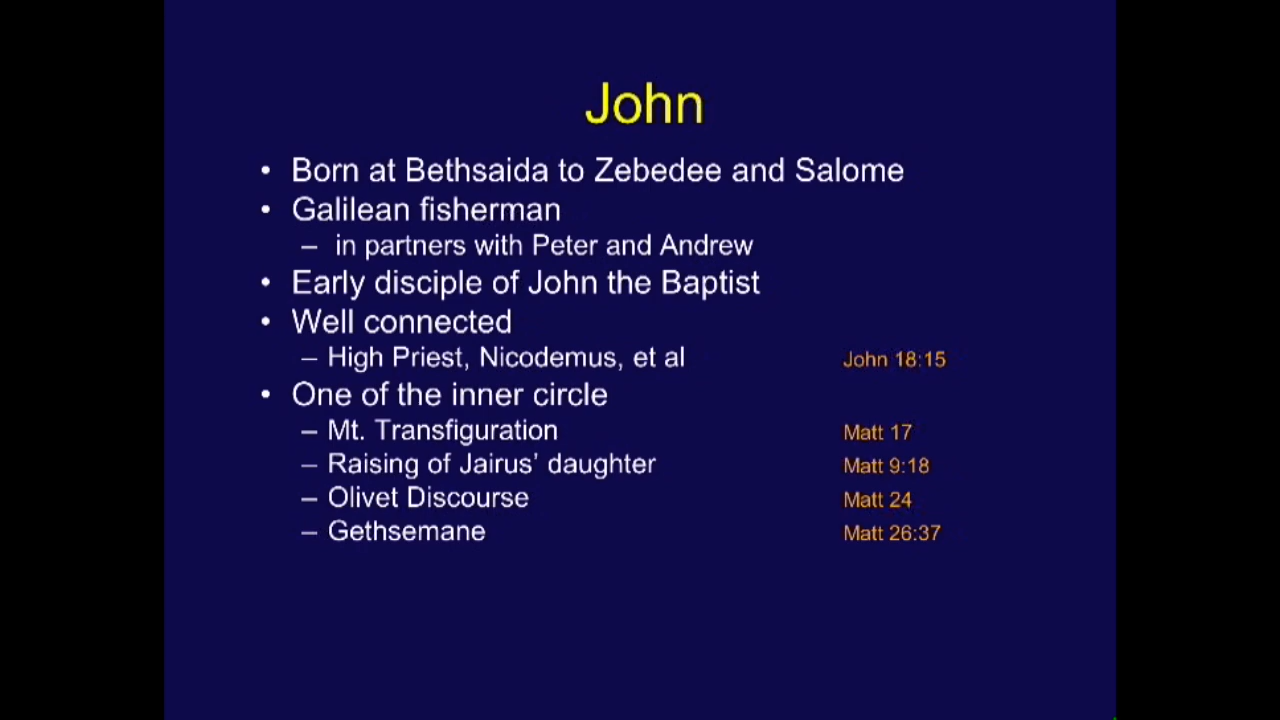 John
• Born at Bethsaida to Zebedee and Salome
• Galilean fisherman
– in partners with Peter and Andrew
• Early disciple of John the Baptist
• Well connected
– High Priest, Nicodemus, et al John 18:15
• One of the inner circle
– Mt. Transfiguration Matt 17
– Raising of Jairus’ daughter Matt 9:18
– Olivet Discourse Matt 24
– Gethsemane Matt 26:37